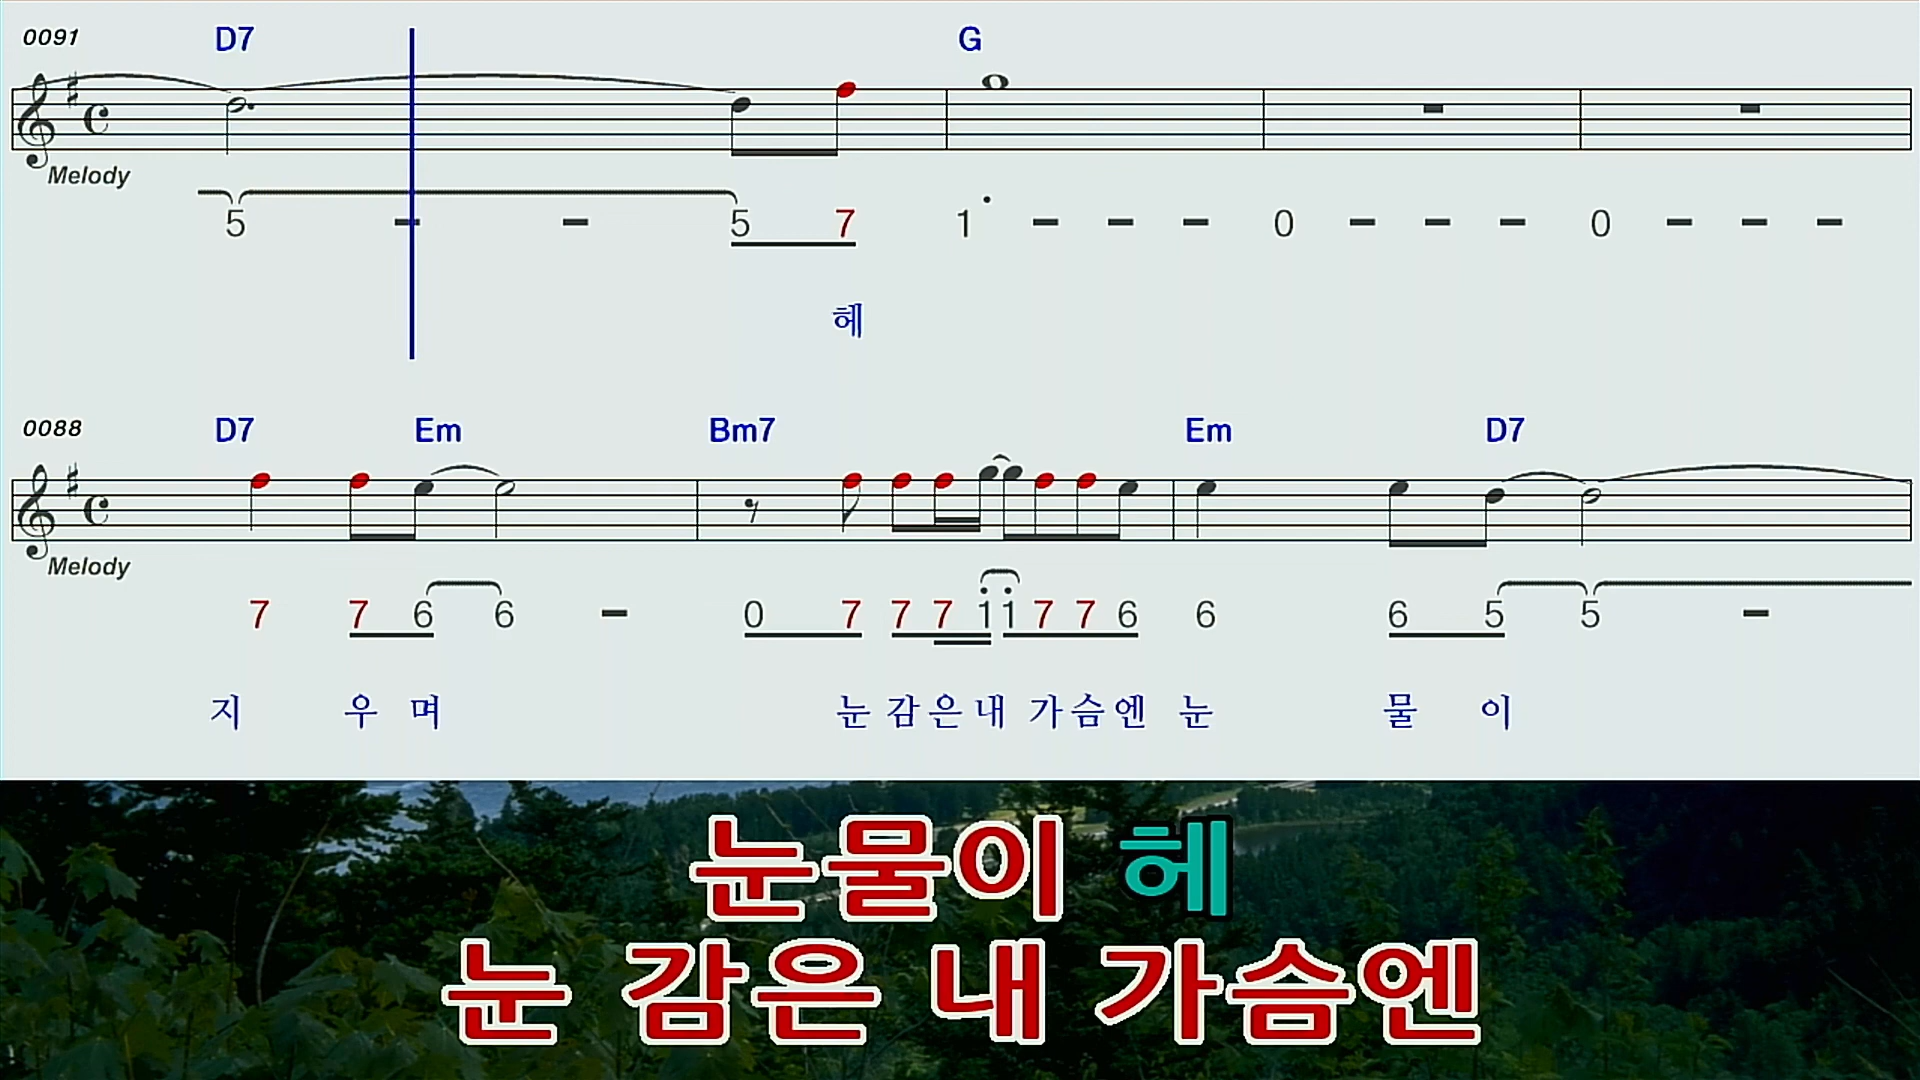 0091 D7 G
Melody
5 - - 5 7 1 - - - 0 - - - 0 - - -
헤
0088 D7 Em Bm7 Em D7
Melody
7 7 6 6 - 0 7 7 7 1 1 7 7 6 6 6 5 5 -
지 우 며 눈 감 은 내 가 슴 엔 눈 물 이
눈물이 헤
눈 감은 내 가슴엔